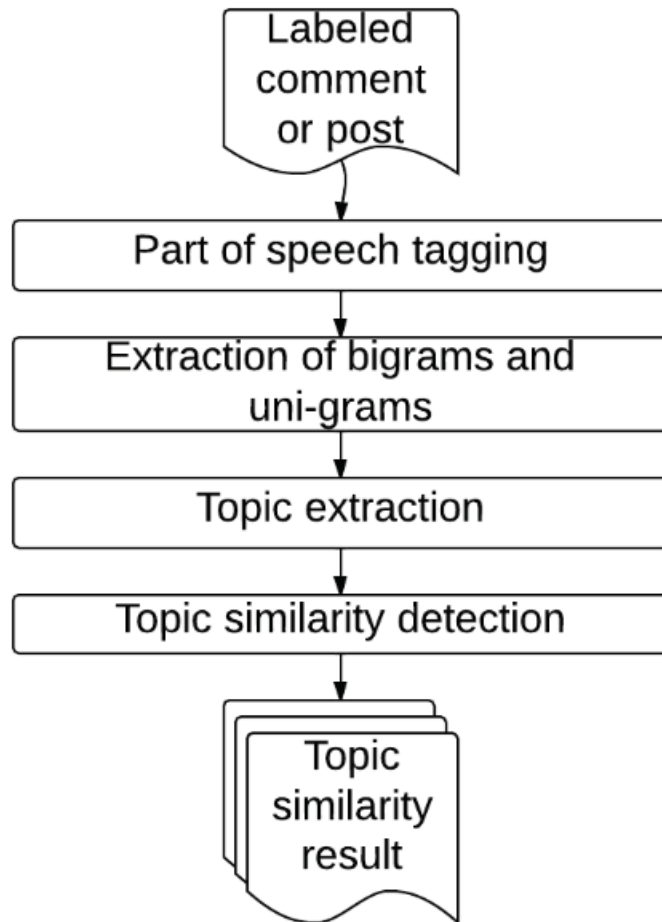 Labeled
comment
or post
Part of speech tagging
Extraction of bigrams and
uni-grams
Topic extraction
Topic similarity detection
Topic
similarity
result